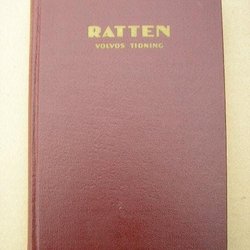 RATTEN
VOLVOS TIDNING